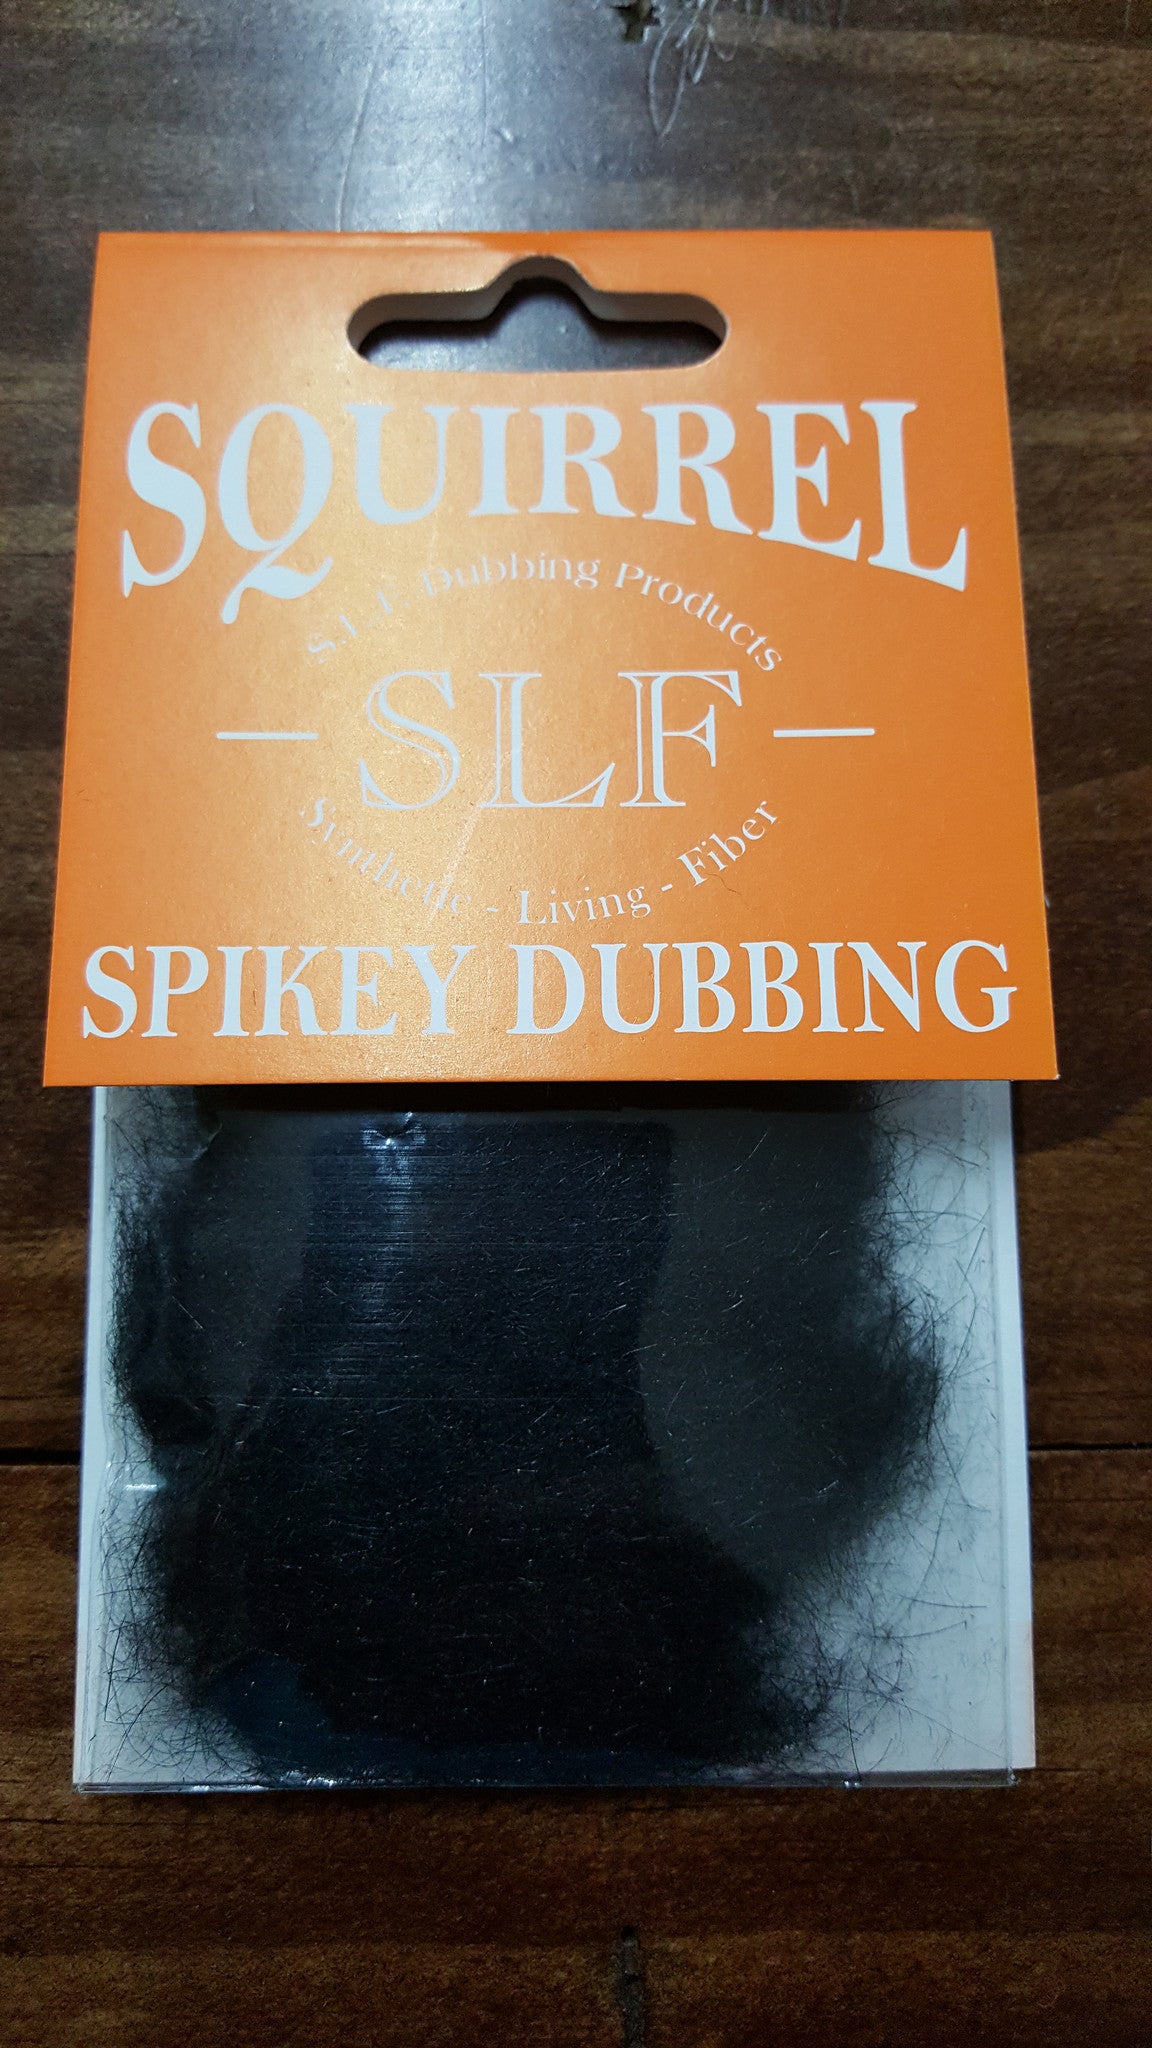 SQUIRREL
S.L.F. Dubbing Products
SLF
Synthetic - Living - Fiber
SPIKEY DUBBING